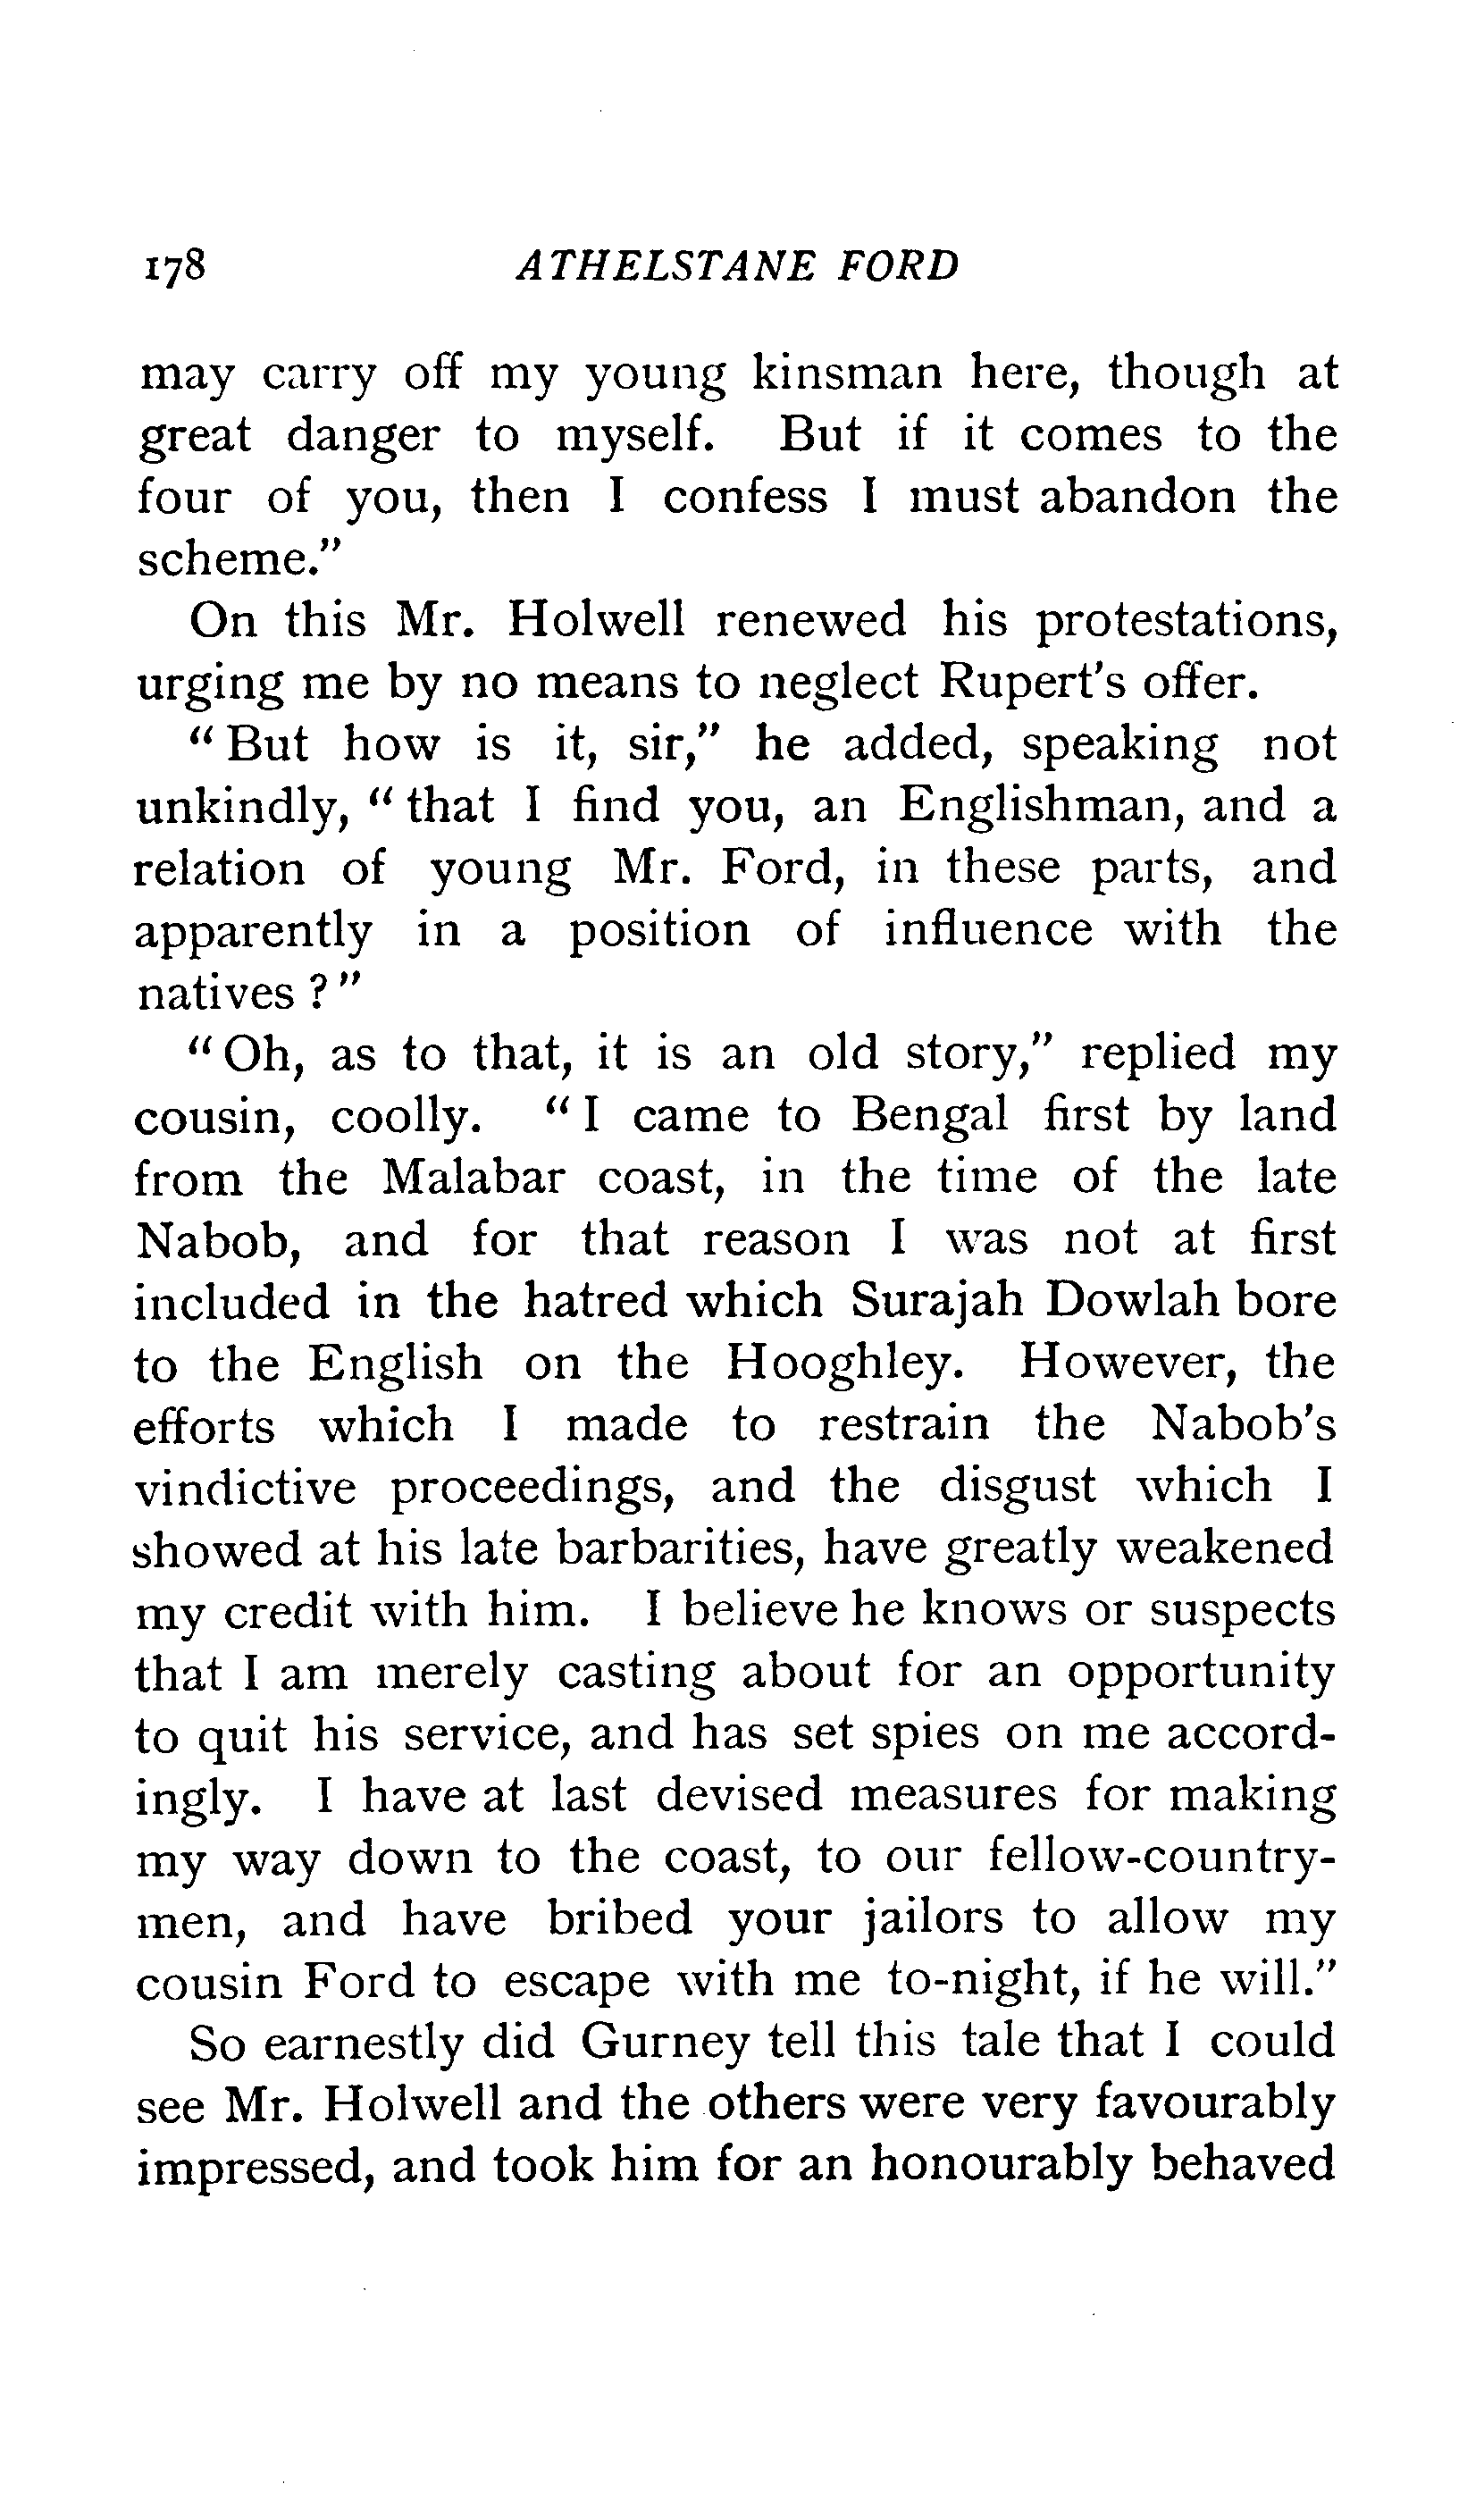 178 ATHELSTANE FORD
may carry off my young kinsman here, though at
great danger to myself. But if it comes to the
four of you, then I confess I must abandon the
scheme."
On this Mr. Holwell renewed his protestations,
urging me by no means to neglect Rupert's offer.
"But how is it, sir," he added, speaking not
unkindly, "that I find you, an Englishman, and a
relation of young Mr. Ford, in these parts, and
apparently in a position of influence with the
natives?"
"Oh, as to that, it is an old story," replied my
cousin, coolly. "I came to Bengal first by land
from the Malabar coast, in the time of the late
Nabob, and for that reason I was not at first
included in the hatred which Surajah Dowlah bore
to the English on the Hooghley. However, the
efforts which I made to restrain the Nabob's
vindictive proceedings, and the disgust which I
showed at his late barbarities, have greatly weakened
my credit with him. I believe he knows or suspects
that I am merely casting about for an opportunity
to quit his service, and has set spies on me accord-
ingly. I have at last devised measures for making
my way down to the coast, to our fellow-country-
men, and have bribed your jailors to allow my
cousin Ford to escape with me to-night, if he will."
So earnestly did Gurney tell this tale that I could
see Mr. Holwell and the others were very favourably
impressed, and took him for an honourably behaved